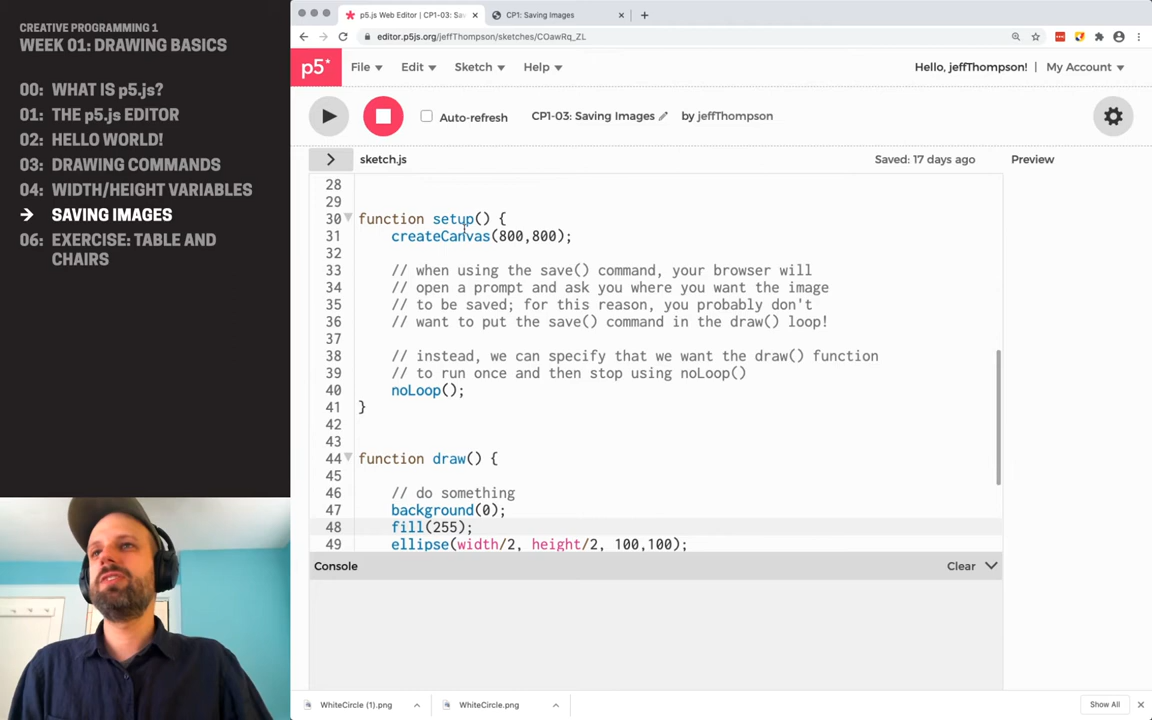 CREATIVE PROGRAMMING 1
WEEK 01: DRAWING BASICS
00: WHAT IS p5.js?
01: THE p5.js EDITOR
02: HELLO WORLD!
03: DRAWING COMMANDS
04: WIDTH/HEIGHT VARIABLES
→ SAVING IMAGES
06: EXERCISE: TABLE AND
CHAIRS
p5.js Web Editor | CP1-03: Sav
CP1: Saving Images
editor.p5js.org/jeffThompson/sketches/COawRq_ZL
p5*
File
Edit
Sketch
Help
Hello, jeffThompson!
My Account
Auto-refresh
CP1-03: Saving Images
by jeffThompson
sketch.js
Saved: 17 days ago
Preview
28
29
30 function setup() {
31 createCanvas(800,800);
32
33 // when using the save() command, your browser will
34 // open a prompt and ask you where you want the image
35 // to be saved; for this reason, you probably don't
36 // want to put the save() command in the draw() loop!
37
38 // instead, we can specify that we want the draw() function
39 // to run once and then stop using noLoop()
40 noLoop();
41 }
42
43
44 function draw() {
45
46 // do something
47 background(0);
48 fill(255);
49 ellipse(width/2, height/2, 100,100);
Console
Clear
WhiteCircle (1).png
WhiteCircle.png
Show All